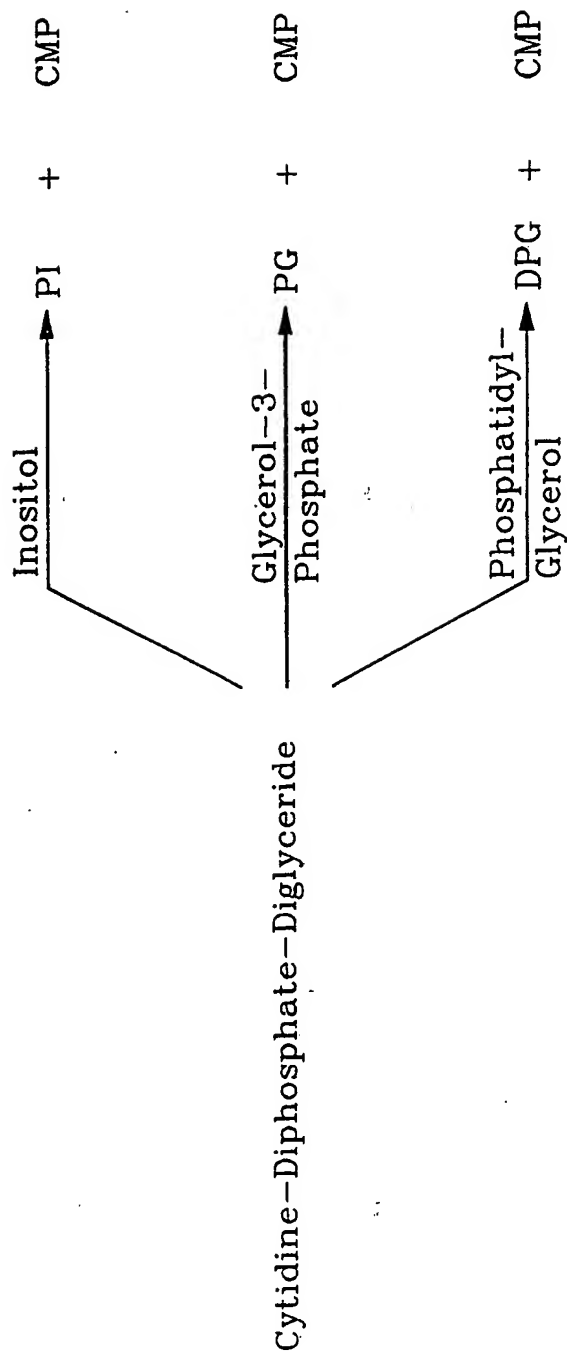 Inositol
PI + CMP
Cytidine-Diphosphate-Diglyceride
Glycerol-3-
Phosphate
PG + CMP
Phosphatidyl-
Glycerol
DPG + CMP